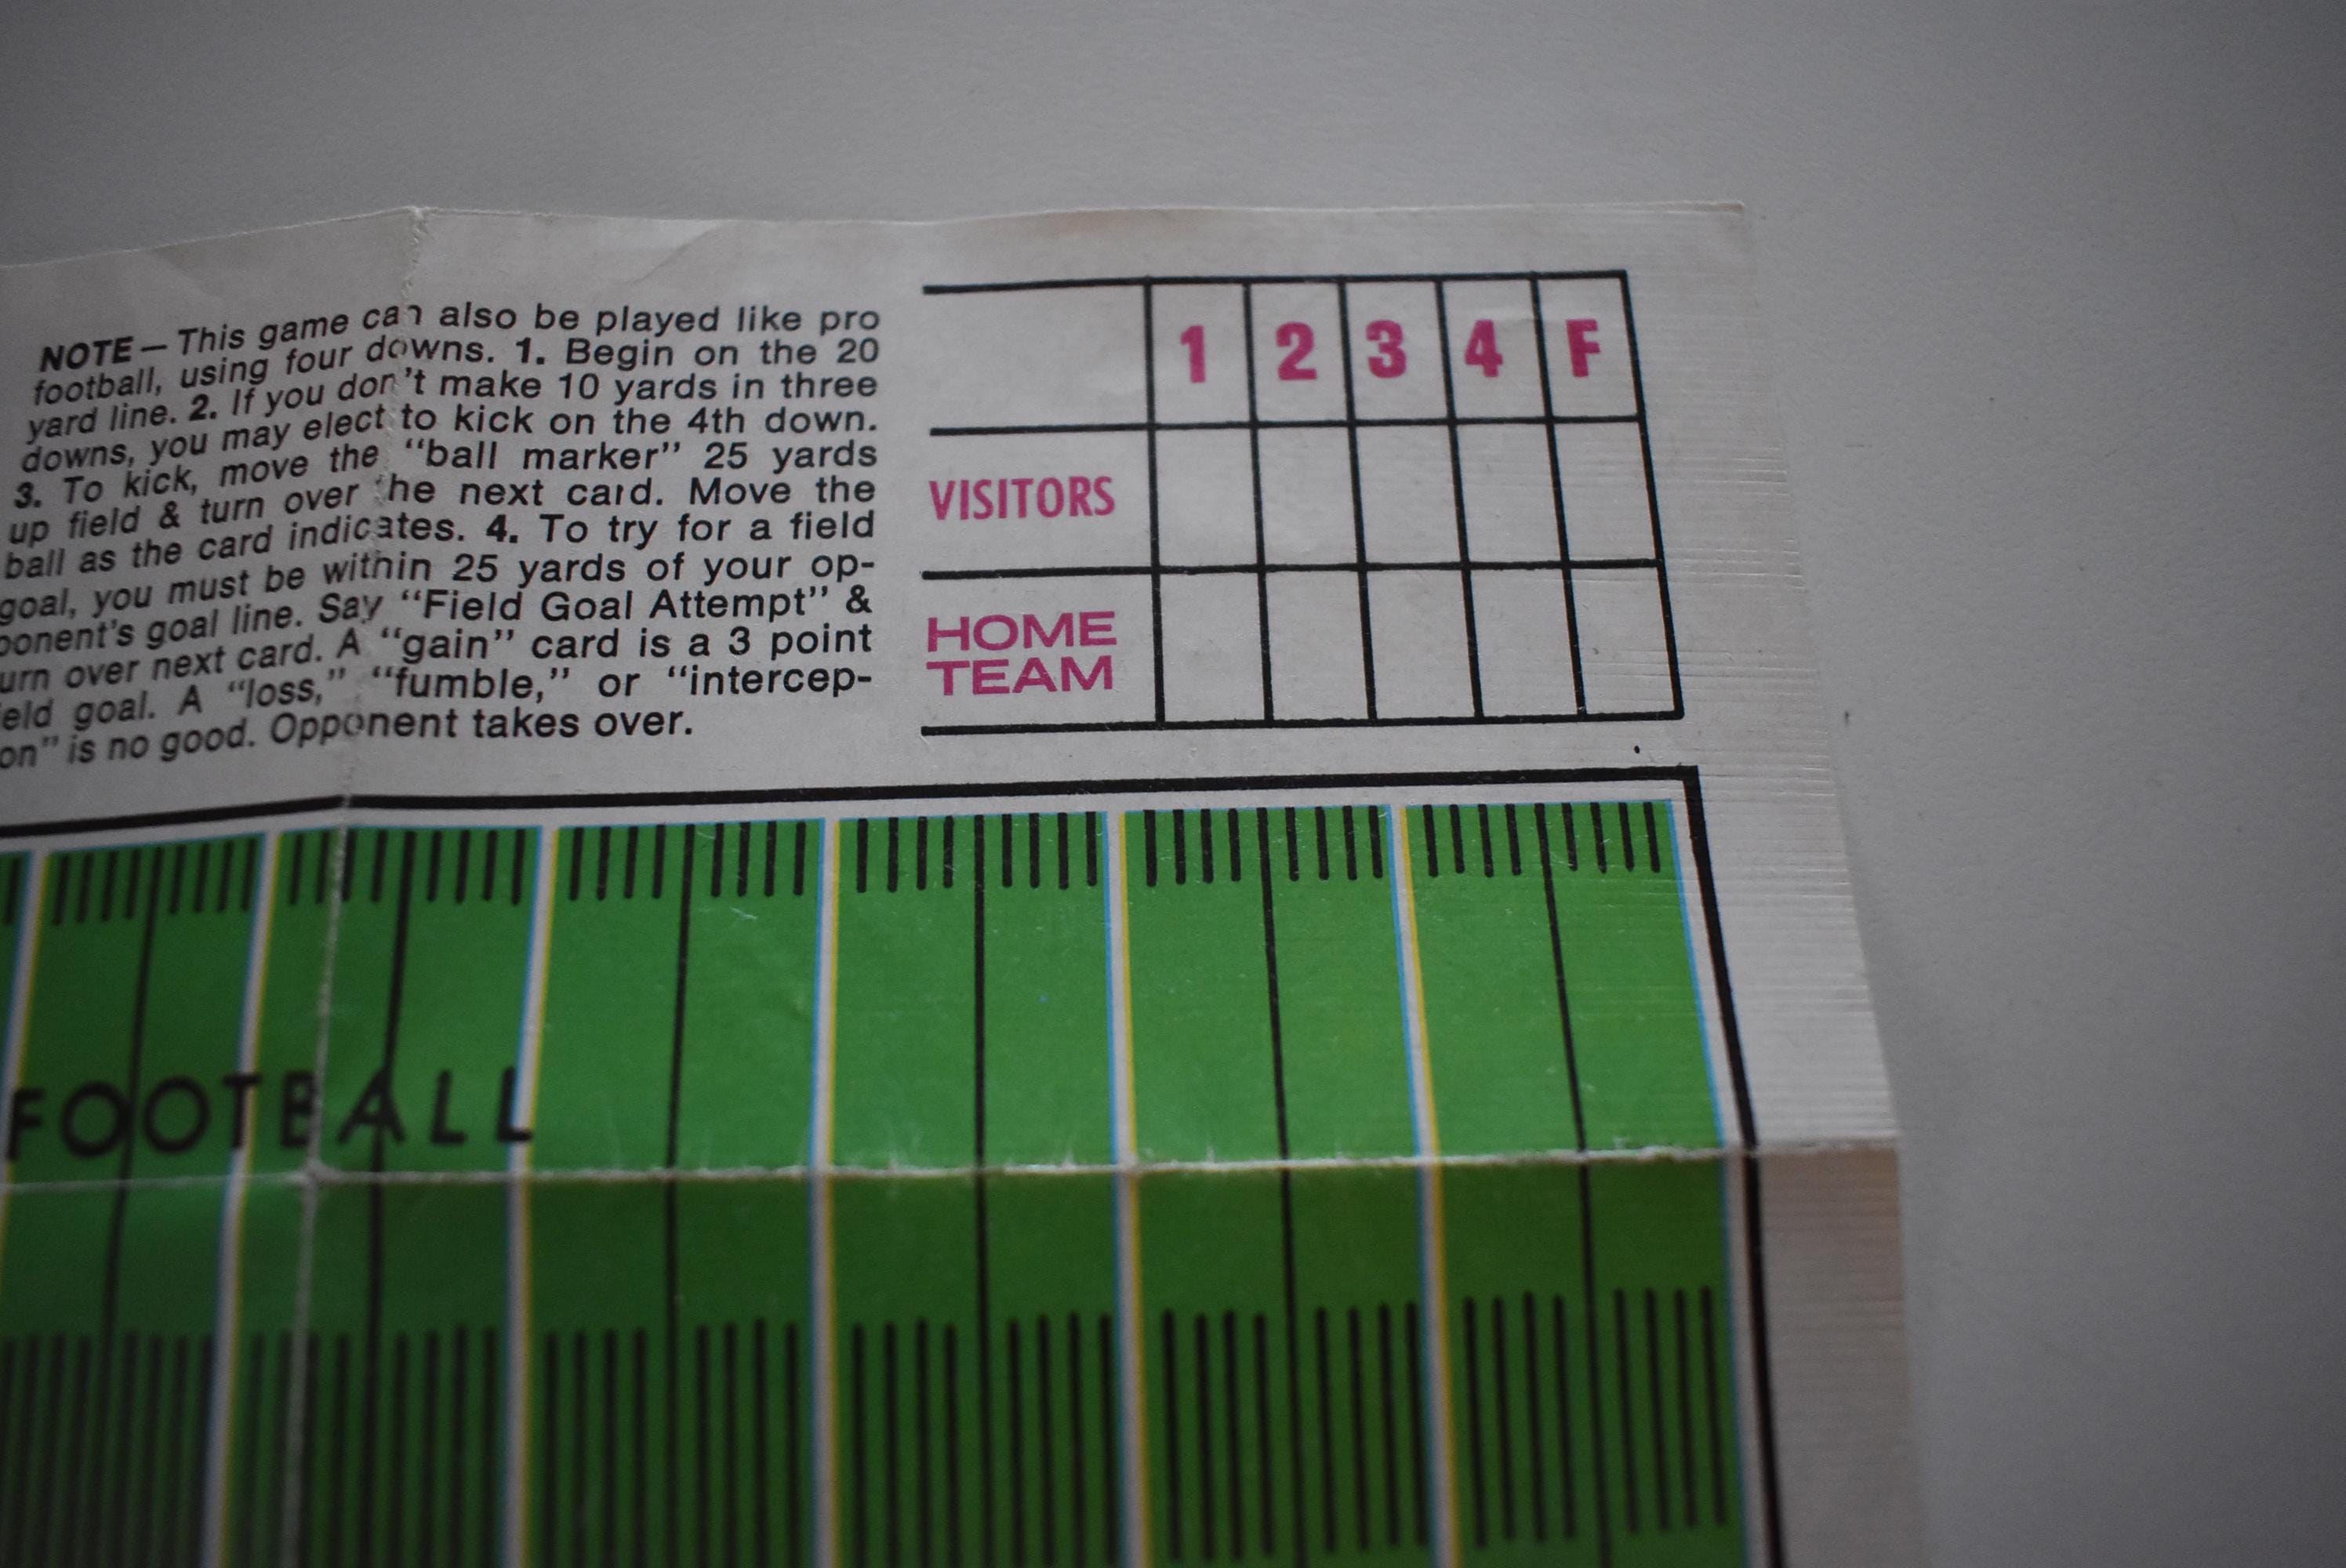 NOTE — This game can also be played like pro
football, using four downs. 1. Begin on the 20
yard line. 2. If you don't make 10 yards in three
downs, you may elect to kick on the 4th down.
3. To kick, move the "ball marker" 25 yards
up field & turn over the next card. Move the
ball as the card indicates. 4. To try for a field
goal, you must be within 25 yards of your op-
ponent's goal line. Say "Field Goal Attempt" &
urn over next card. A "gain" card is a 3 point
eld goal. A "loss," "fumble," or "intercep-
on" is no good. Opponent takes over.
1 2 3 4 F
VISITORS
HOME
TEAM
FOOTBALL